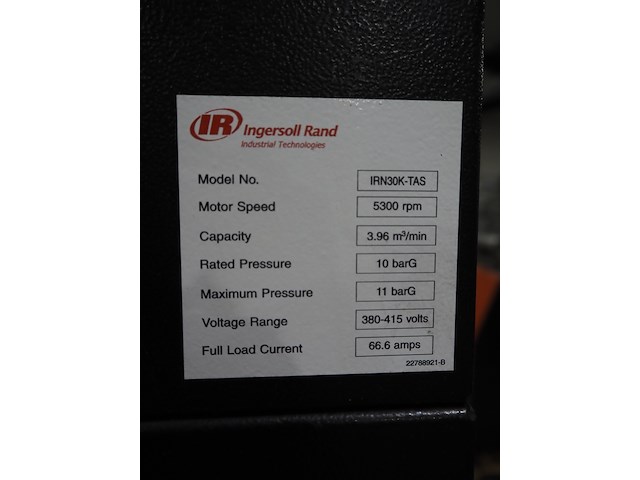 IR Ingersoll Rand
Industrial Technologies
Model No. IRN30K-TAS
Motor Speed 5300 rpm
Capacity 3.96 m³/min
Rated Pressure 10 barG
Maximum Pressure 11 barG
Voltage Range 380-415 volts
Full Load Current 66.6 amps
22788921-B